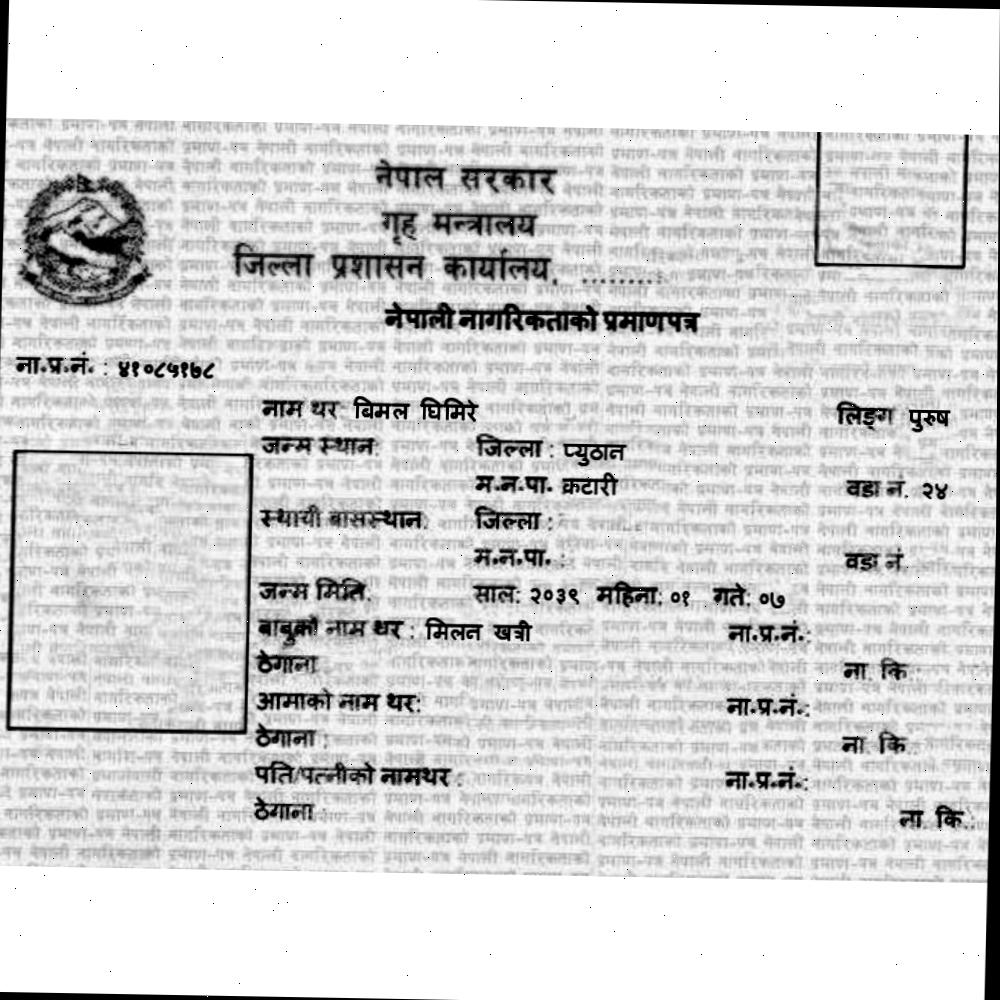 नेपाल सरकार
गृह मन्त्रालय
जिल्ला प्रशासन कार्यालय, .........
नेपाली नागरिकताको प्रमाणपत्र
ना.प्र.नं. : ४१०८५१७८
नाम थर: बिमल घिमिरे लिङ्ग पुरुष
जन्म स्थान: जिल्ला : प्युठान
म.न.पा. कटारी वडा नं. २४
स्थायी बासस्थान: जिल्ला :
म.न.पा. : वडा नं.
जन्म मिति: साल: २०३९ महिना: ०१ गते: ०७
बाबुको नाम थर : मिलन खत्री ना.प्र.नं.:
ठेगाना ना. कि.:
आमाको नाम थर: ना.प्र.नं.:
ठेगाना : ना. कि.
पति/पत्नीको नामथर : ना.प्र.नं.:
ठेगाना ना. कि.: